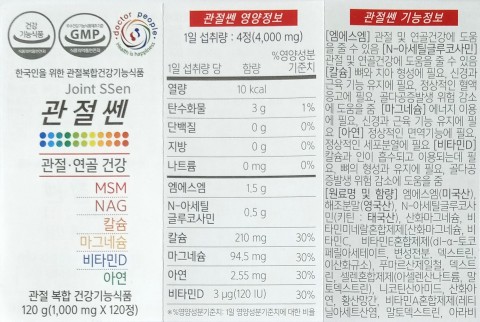 건강
기능식품
GMP
doctor people
Health is happiness
한국인을 위한 관절복합건강기능식품
Joint SSen
관절쎈
관절·연골 건강
MSM
NAG
칼슘
마그네슘
비타민D
아연
관절 복합 건강기능식품
120 g(1,000 mg X 120정)
관절쎈 영양정보
1일 섭취량 : 4정(4,000 mg)
1일 섭취량 당 함량 %영양성분 기준치
열량 10 kcal
탄수화물 3 g 1%
단백질 0 g 0%
지방 0 g 0%
나트륨 0 mg 0%
엠에스엠 1.5 g
N-아세틸글루코사민 0.5 g
칼슘 210 mg 30%
마그네슘 94.5 mg 30%
아연 2.55 mg 30%
비타민D 3 μg(120 IU) 30%
※%영양성분기준치: 1일 영양성분기준치에 대한 비율
관절쎈 기능정보
[엠에스엠] 관절 및 연골건강에 도움
을 줄 수 있음 [N-아세틸글루코사민]
관절 및 연골건강에 도움을 줄 수 있음
[칼슘] 뼈와 치아 형성에 필요, 신경과
근육 기능 유지에 필요, 정상적인 혈액
응고에 필요, 골다공증발생 위험 감소
에 도움을 줌 [마그네슘] 에너지 이용
에 필요, 신경과 근육 기능 유지에 필
요 [아연] 정상적인 면역기능에 필요,
정상적인 세포분열에 필요 [비타민D]
칼슘과 인이 흡수되고 이용되는데 필
요, 뼈의 형성과 유지에 필요, 골다공
증발생 위험 감소에 도움을 줌
[원료명 및 함량] 엠에스엠(미국산),
해조분말(영국산), N-아세틸글루코사
민(키틴 : 태국산), 산화마그네슘, 비
타민미네랄혼합제제(산화마그네슘, 비
타민C, 비타민E혼합제제(dl-α-토코
페릴아세테이트, 변성전분, 덱스트린,
이산화규소), 푸마르산제일철, 덱스트
린, 셀렌혼합제제(아셀렌산나트륨, 말
토덱스트린), 니코틴산아미드, 산화아
연, 황산망간, 비타민A혼합제제(레티
닐아세테이트, 말토덱스트린, 아라비